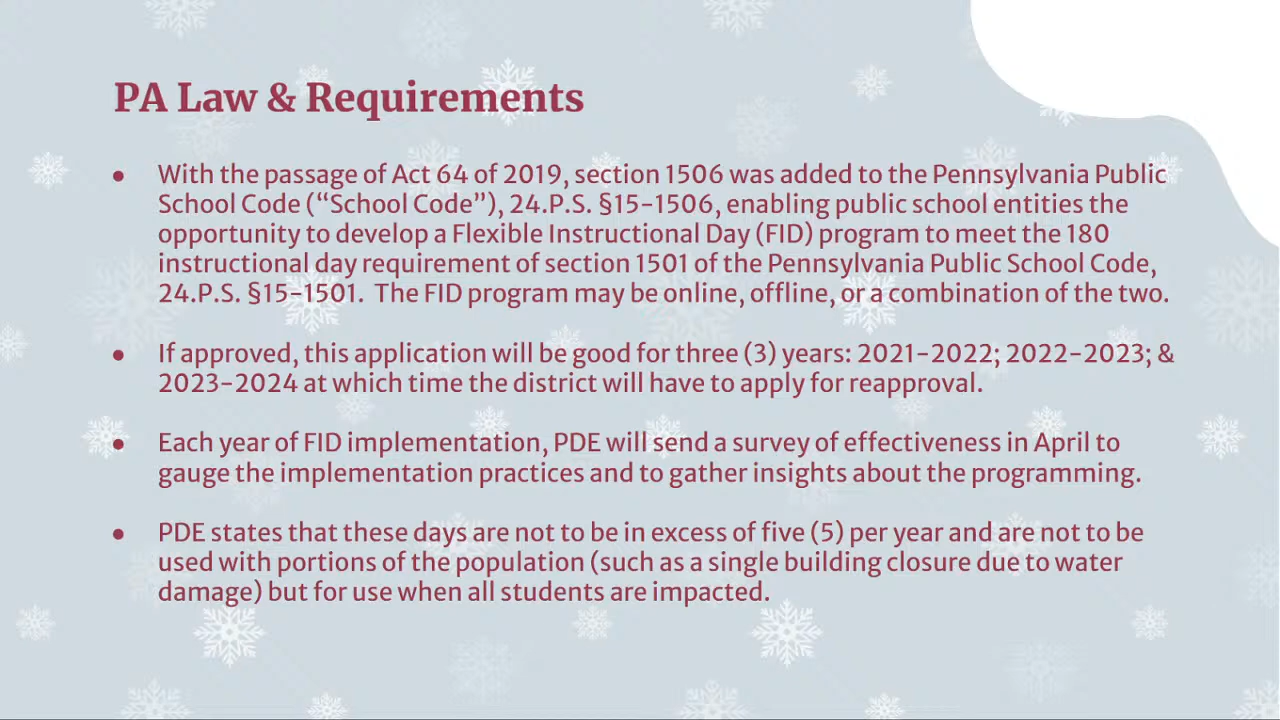 PA Law & Requirements
● With the passage of Act 64 of 2019, section 1506 was added to the Pennsylvania Public
School Code (“School Code”), 24.P.S. §15-1506, enabling public school entities the
opportunity to develop a Flexible Instructional Day (FID) program to meet the 180
instructional day requirement of section 1501 of the Pennsylvania Public School Code,
24.P.S. §15-1501. The FID program may be online, offline, or a combination of the two.
● If approved, this application will be good for three (3) years: 2021-2022; 2022-2023; &
2023-2024 at which time the district will have to apply for reapproval.
● Each year of FID implementation, PDE will send a survey of effectiveness in April to
gauge the implementation practices and to gather insights about the programming.
● PDE states that these days are not to be in excess of five (5) per year and are not to be
used with portions of the population (such as a single building closure due to water
damage) but for use when all students are impacted.